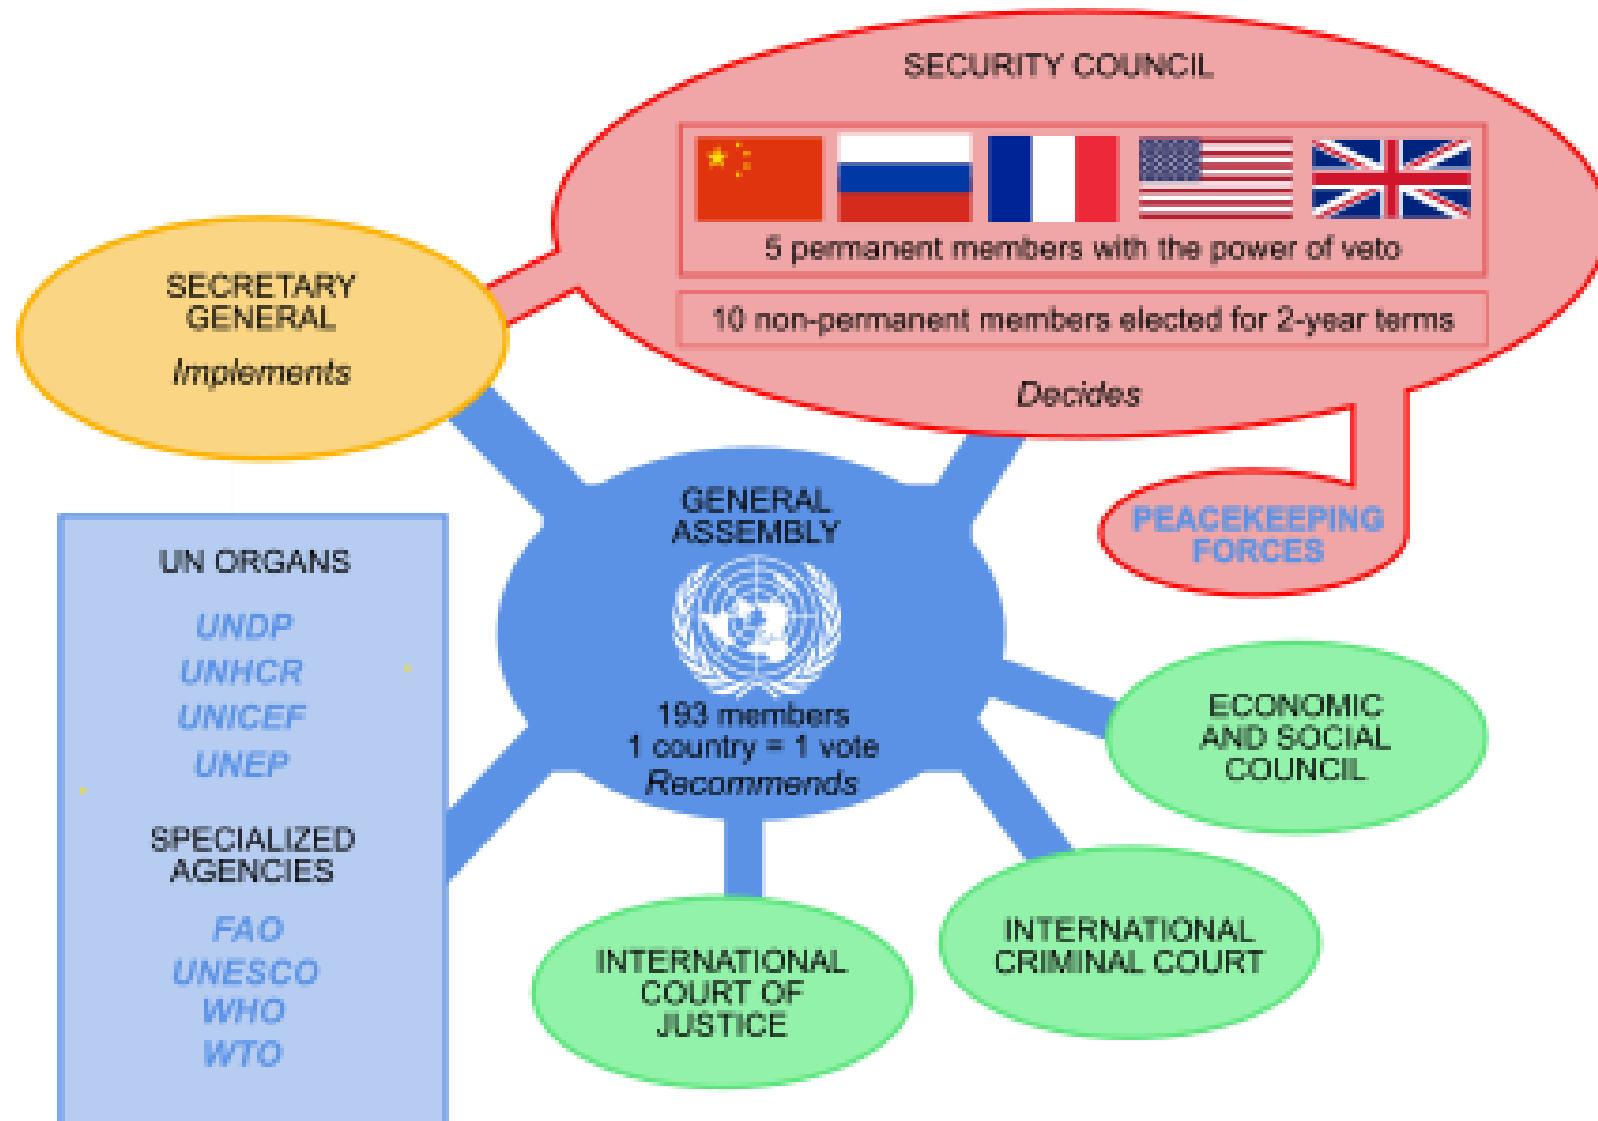 SECURITY COUNCIL
5 permanent members with the power of veto
10 non-permanent members elected for 2-year terms
Decides
SECRETARY
GENERAL
Implements
GENERAL
ASSEMBLY
193 members
1 country = 1 vote
Recommends
PEACEKEEPING
FORCES
UN ORGANS
UNDP
UNHCR
UNICEF
UNEP
SPECIALIZED
AGENCIES
FAO
UNESCO
WHO
WTO
ECONOMIC
AND SOCIAL
COUNCIL
INTERNATIONAL
CRIMINAL COURT
INTERNATIONAL
COURT OF
JUSTICE